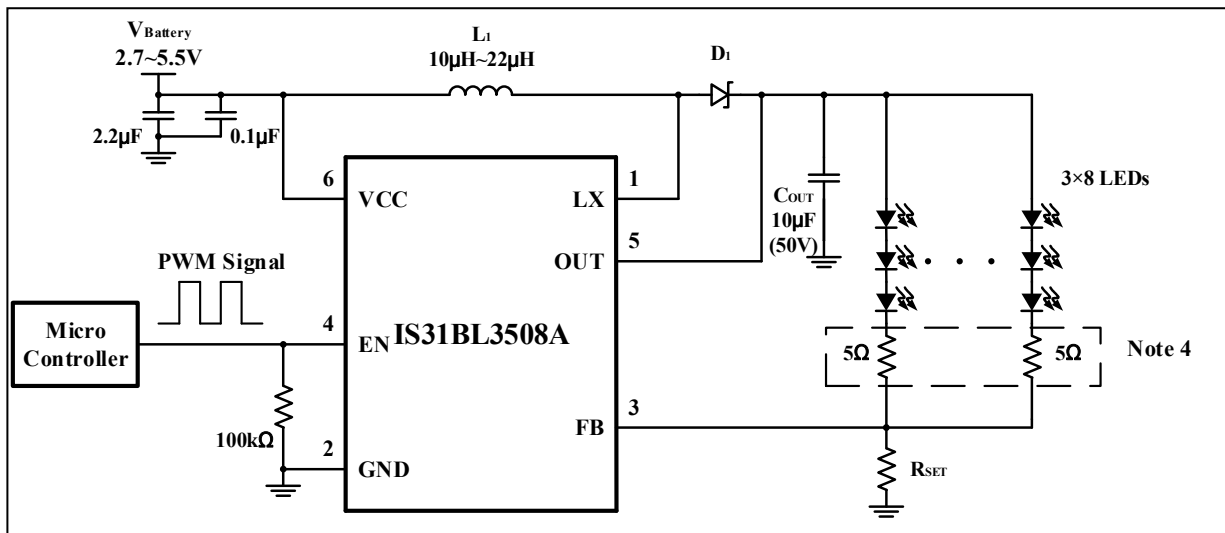 VBattery
2.7~5.5V
L1
10μH~22μH
D1
2.2μF
0.1μF
6
VCC
1
LX
5
OUT
COUT
10μF
(50V)
3×8 LEDs
PWM Signal
Micro
Controller
4
EN
IS31BL3508A
5Ω
5Ω
Note 4
100kΩ
2
GND
3
FB
RSET